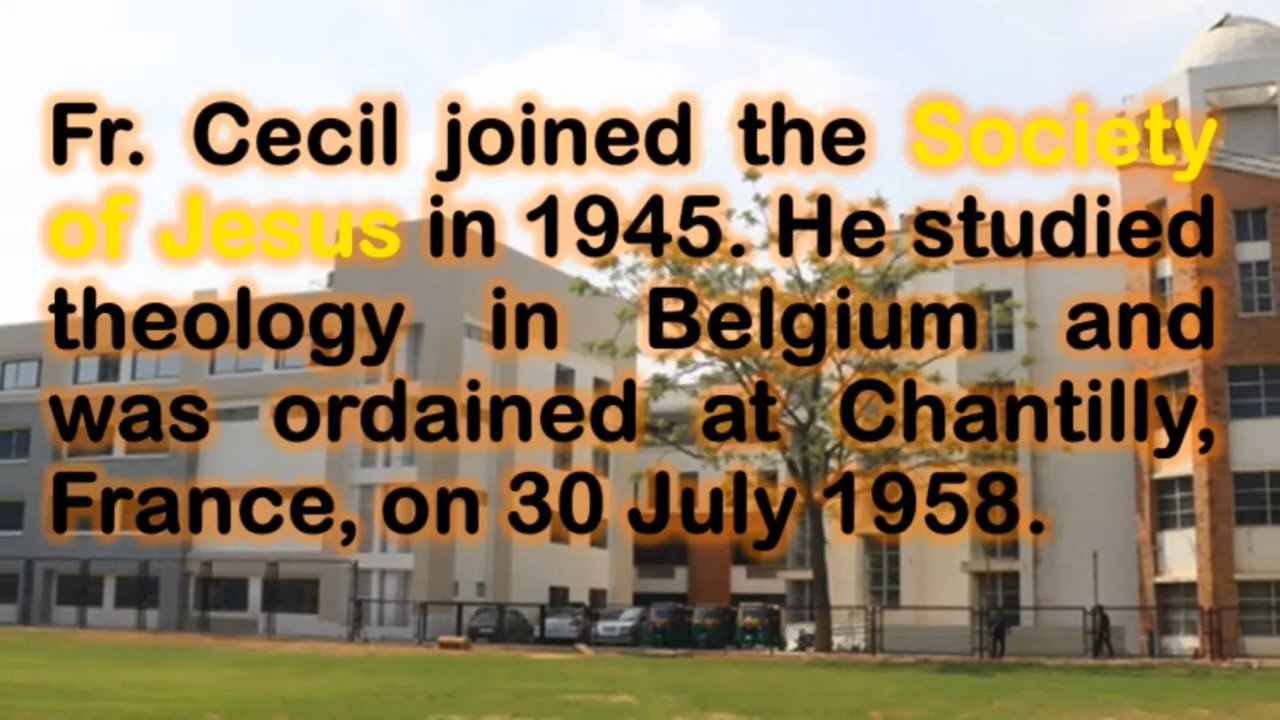 Fr. Cecil joined the Society
of Jesus in 1945. He studied
theology in Belgium and
was ordained at Chantilly,
France, on 30 July 1958.